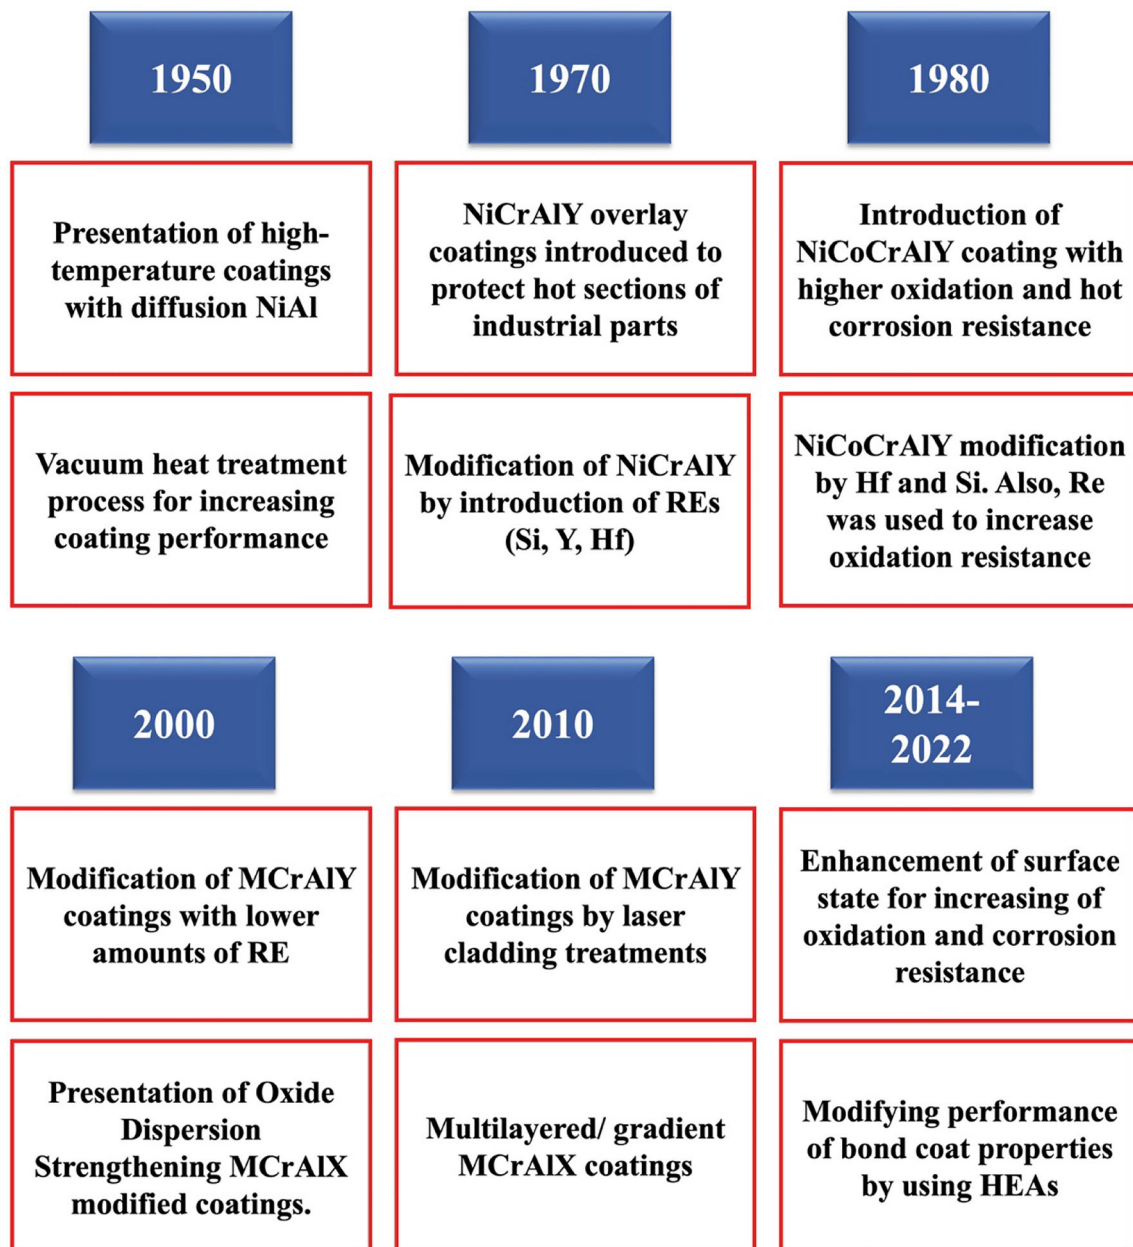 1950
Presentation of high-
temperature coatings
with diffusion NiAl
Vacuum heat treatment
process for increasing
coating performance
1970
NiCrAlY overlay
coatings introduced to
protect hot sections of
industrial parts
Modification of NiCrAlY
by introduction of REs
(Si, Y, Hf)
1980
Introduction of
NiCoCrAlY coating with
higher oxidation and hot
corrosion resistance
NiCoCrAlY modification
by Hf and Si. Also, Re
was used to increase
oxidation resistance
2000
Modification of MCrAlY
coatings with lower
amounts of RE
Presentation of Oxide
Dispersion
Strengthening MCrAlX
modified coatings.
2010
Modification of MCrAlY
coatings by laser
cladding treatments
Multilayered/ gradient
MCrAlX coatings
2014-
2022
Enhancement of surface
state for increasing of
oxidation and corrosion
resistance
Modifying performance
of bond coat properties
by using HEAs